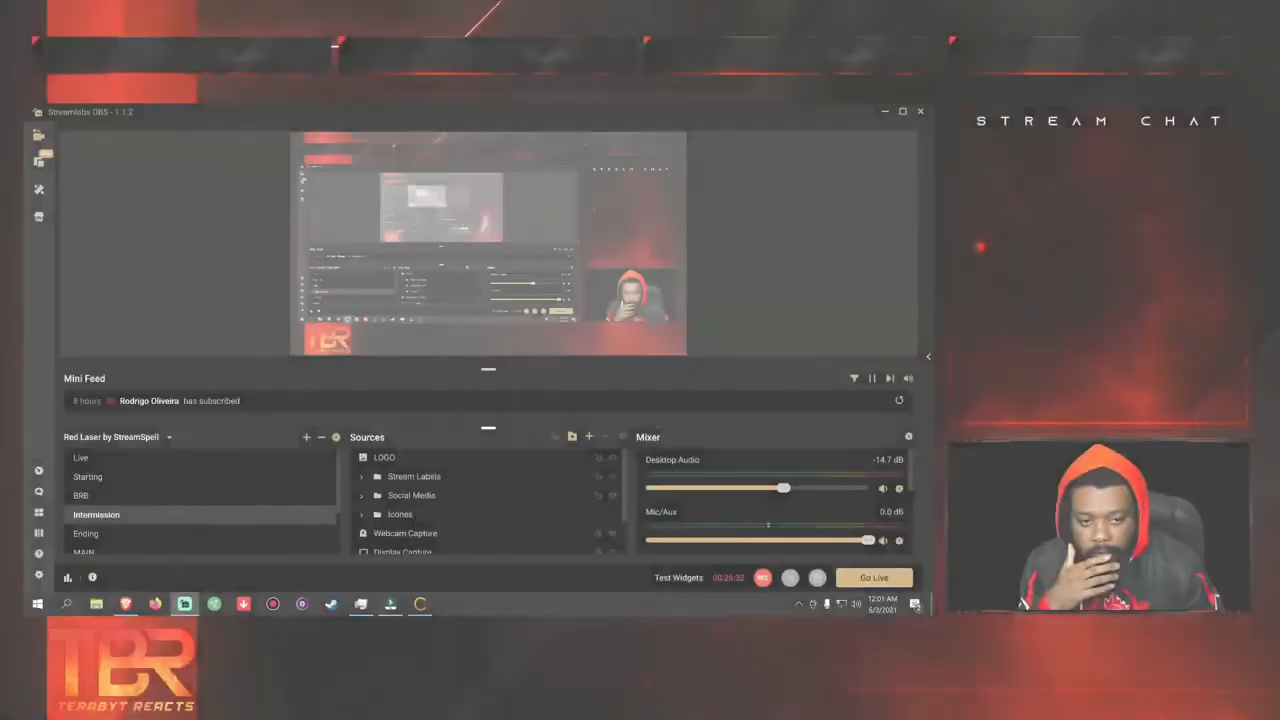 Streamlabs OBS - 1.1.2
STREAM CHAT
STREAM CHAT
Mini Feed
8 hours Rodrigo Oliveira has subscribed
Red Laser by StreamSpell
Live
Starting
BRB
Intermission
Ending
MAIN
Sources
LOGO
Stream Labels
Social Media
Ícones
Webcam Capture
Display Capture
Mixer
Desktop Audio -14.7 dB
Mic/Aux 0.0 dB
Test Widgets 00:26:32 REC Go Live
12:01 AM
6/3/2021
TBR
TERABYT REACTS